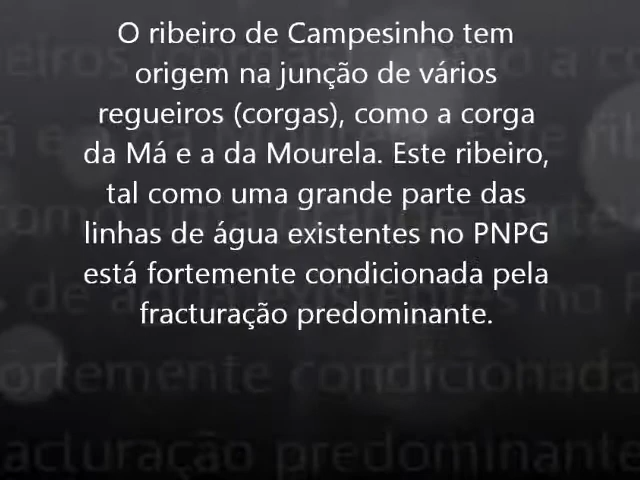 O ribeiro de Campesinho tem
origem na junção de vários
regueiros (corgas), como a corga
da Má e a da Mourela. Este ribeiro,
tal como uma grande parte das
linhas de água existentes no PNPG
está fortemente condicionada pela
fracturação predominante.